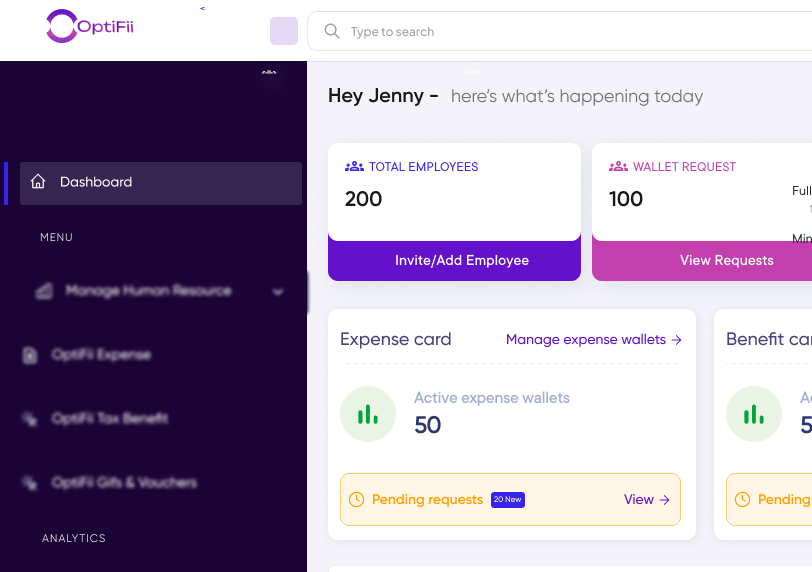 OptiFii
<
Type to search
Hey Jenny - here's what's happening today
Dashboard
MENU
Manage Human Resource
OptiFii Expense
OptiFii Tax Benefit
OptiFii Gifs & Vouchers
ANALYTICS
TOTAL EMPLOYEES
200
Invite/Add Employee
WALLET REQUEST
100
View Requests
Full
Min
Expense card
Manage expense wallets →
Active expense wallets
50
Pending requests 20 New View →
Benefit car
A
5
Pending